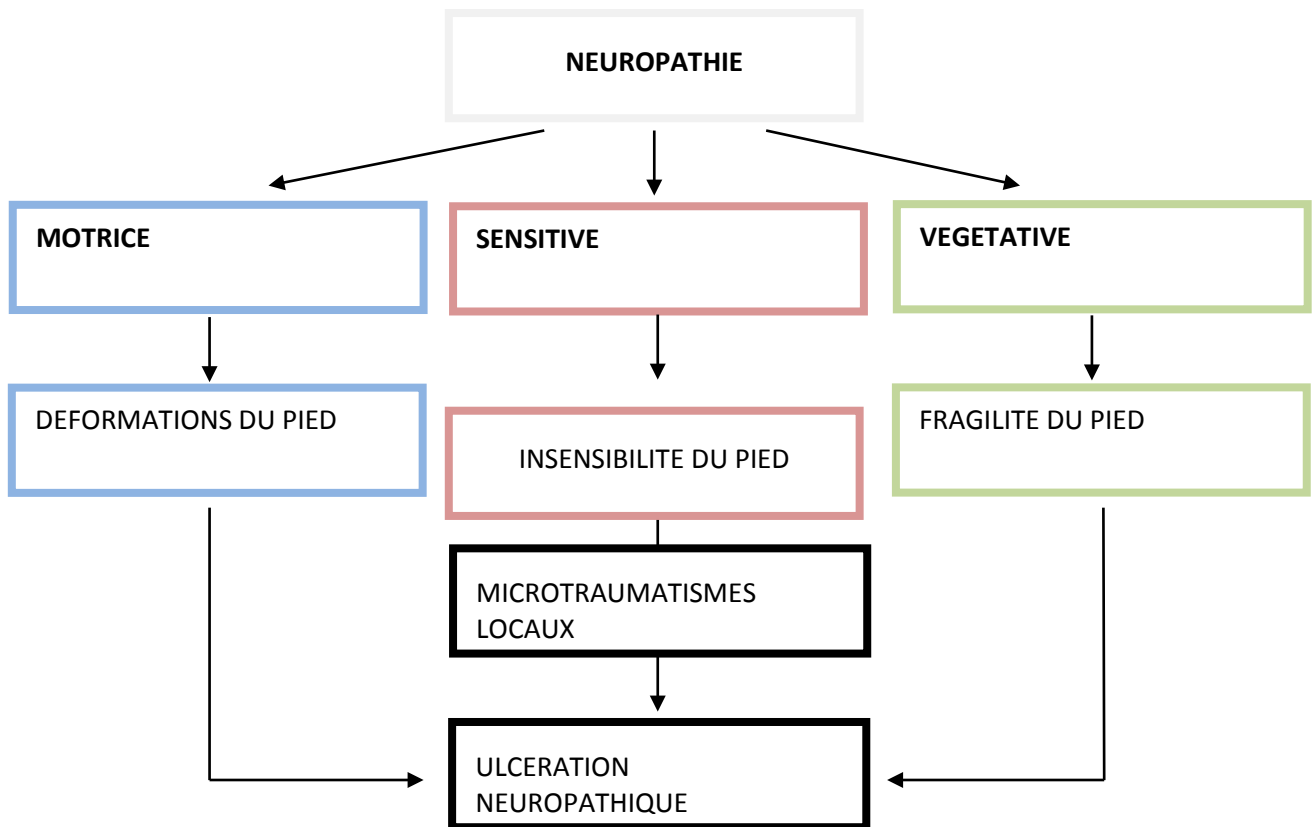 NEUROPATHIE
MOTRICE
SENSITIVE
VEGETATIVE
DEFORMATIONS DU PIED
INSENSIBILITE DU PIED
FRAGILITE DU PIED
MICROTRAUMATISMES
LOCAUX
ULCERATION
NEUROPATHIQUE